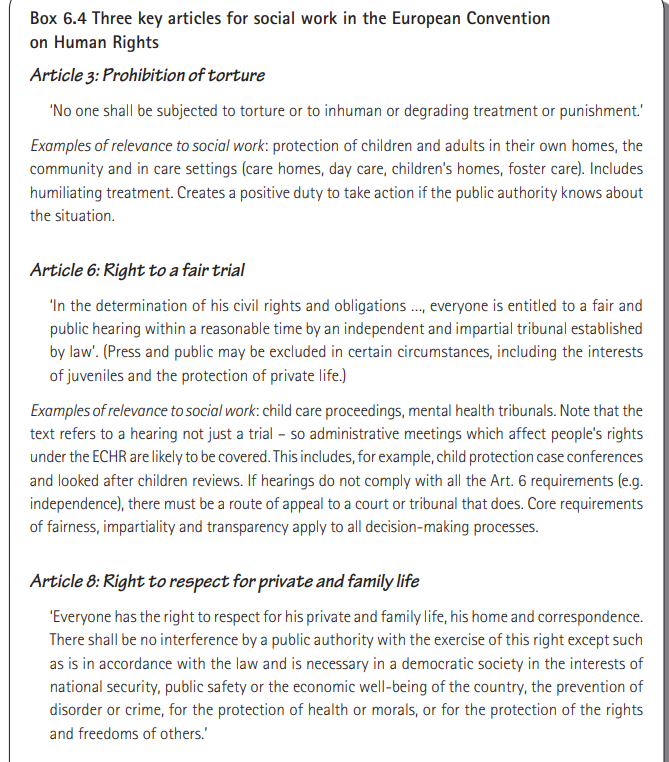 Box 6.4 Three key articles for social work in the European Convention
on Human Rights
Article 3: Prohibition of torture
‘No one shall be subjected to torture or to inhuman or degrading treatment or punishment.’
Examples of relevance to social work: protection of children and adults in their own homes, the
community and in care settings (care homes, day care, children’s homes, foster care). Includes
humiliating treatment. Creates a positive duty to take action if the public authority knows about
the situation.
Article 6: Right to a fair trial
‘In the determination of his civil rights and obligations ..., everyone is entitled to a fair and
public hearing within a reasonable time by an independent and impartial tribunal established
by law’. (Press and public may be excluded in certain circumstances, including the interests
of juveniles and the protection of private life.)
Examples of relevance to social work: child care proceedings, mental health tribunals. Note that the
text refers to a hearing not just a trial – so administrative meetings which affect people’s rights
under the ECHR are likely to be covered. This includes, for example, child protection case conferences
and looked after children reviews. If hearings do not comply with all the Art. 6 requirements (e.g.
independence), there must be a route of appeal to a court or tribunal that does. Core requirements
of fairness, impartiality and transparency apply to all decision-making processes.
Article 8: Right to respect for private and family life
‘Everyone has the right to respect for his private and family life, his home and correspondence.
There shall be no interference by a public authority with the exercise of this right except such
as is in accordance with the law and is necessary in a democratic society in the interests of
national security, public safety or the economic well-being of the country, the prevention of
disorder or crime, for the protection of health or morals, or for the protection of the rights
and freedoms of others.’